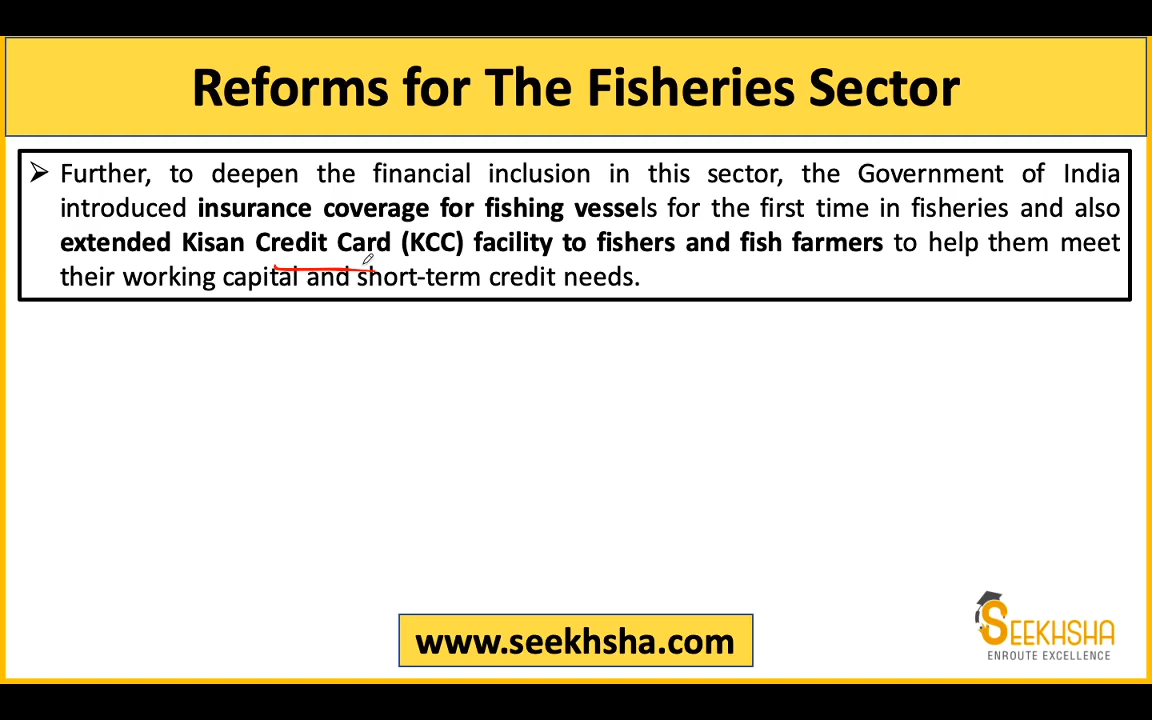 Reforms for The Fisheries Sector
➢ Further, to deepen the financial inclusion in this sector, the Government of India
introduced insurance coverage for fishing vessels for the first time in fisheries and also
extended Kisan Credit Card (KCC) facility to fishers and fish farmers to help them meet
their working capital and short-term credit needs.
www.seekhsha.com
SEEKHSHA
ENROUTE EXCELLENCE